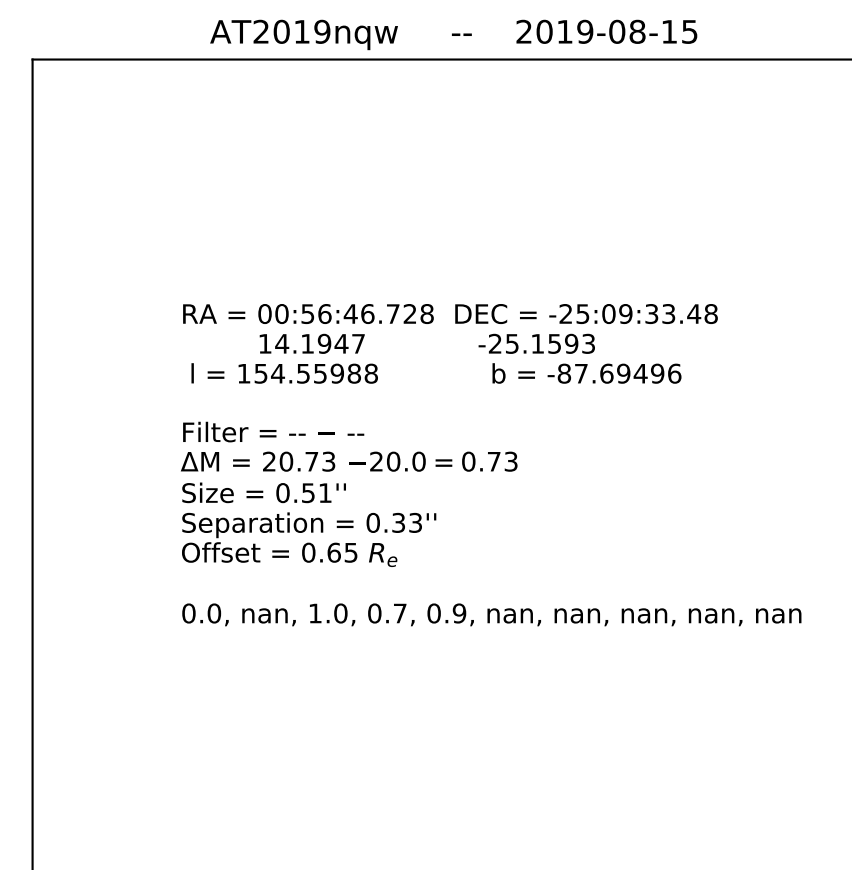 AT2019nqw -- 2019-08-15
RA = 00:56:46.728 DEC = -25:09:33.48
14.1947 -25.1593
l = 154.55988 b = -87.69496
Filter = -- − --
ΔM = 20.73 −20.0 = 0.73
Size = 0.51''
Separation = 0.33''
Offset = 0.65 Rₑ
0.0, nan, 1.0, 0.7, 0.9, nan, nan, nan, nan, nan